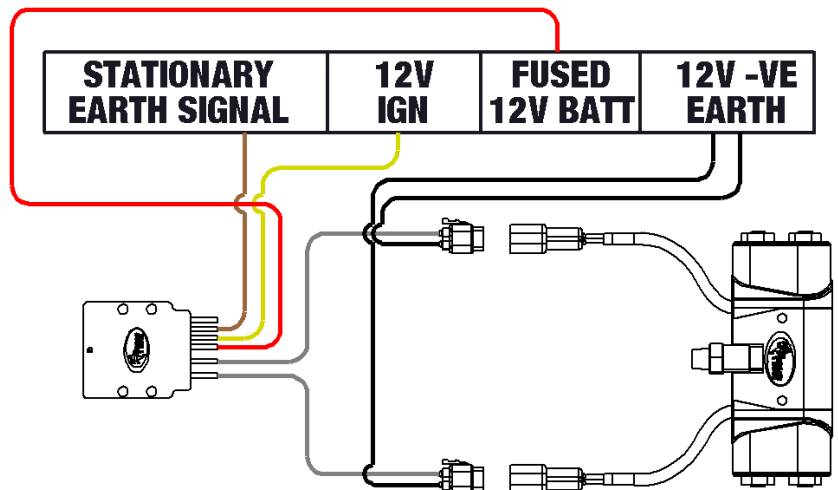 STATIONARY
EARTH SIGNAL
12V
IGN
FUSED
12V BATT
12V -VE
EARTH